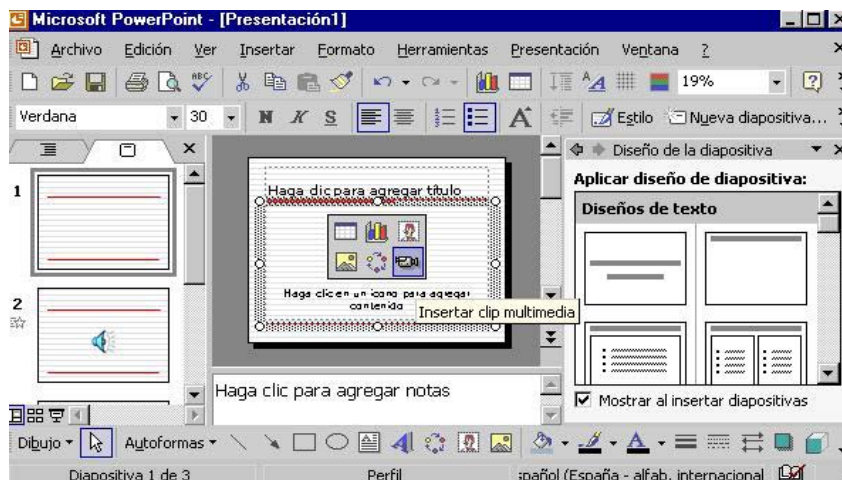 Microsoft PowerPoint - [Presentación1]
Archivo Edición Ver Insertar Formato Herramientas Presentación Ventana ?
ABC 19%
Verdana 30 N K S A Estilo Nueva diapositiva...
Diseño de la diapositiva
Aplicar diseño de diapositiva:
Diseños de texto
1
2
Haga clic para agregar título
Haga clic en un icono para agregar
contenido
Insertar clip multimedia
Haga clic para agregar notas
Mostrar al insertar diapositivas
Dibujo Autoformas
Diapositiva 1 de 3 Perfil español (España - alfab. internacional